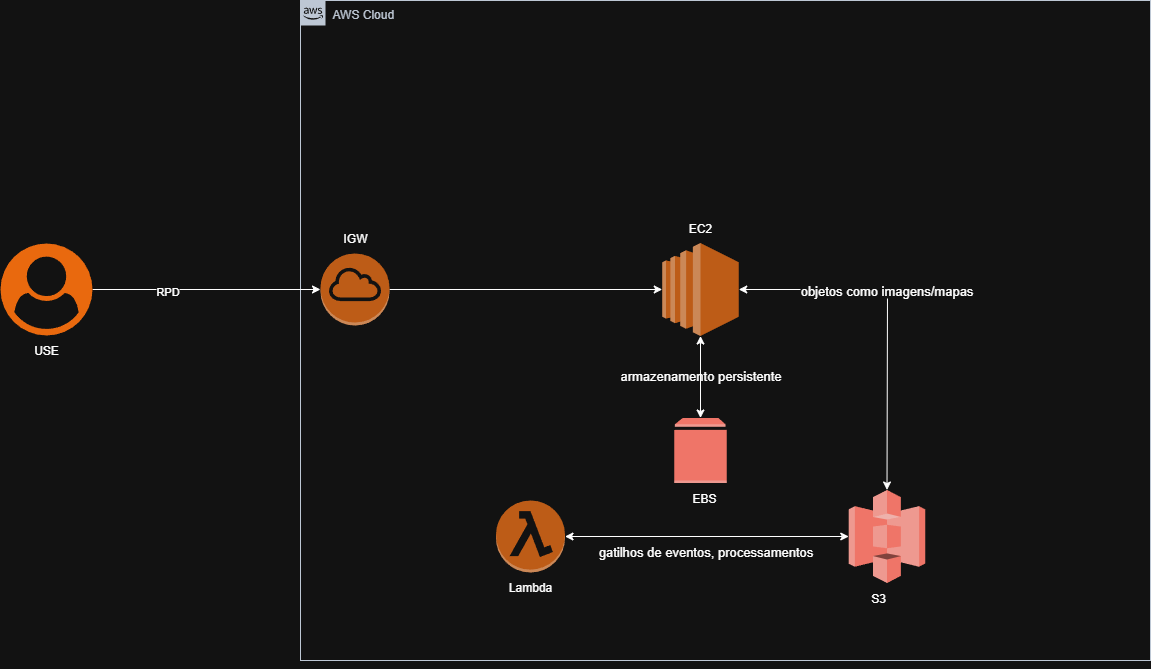 aws
AWS Cloud
EC2
IGW
RPD
objetos como imagens/mapas
USE
armazenamento persistente
EBS
gatilhos de eventos, processamentos
Lambda
S3